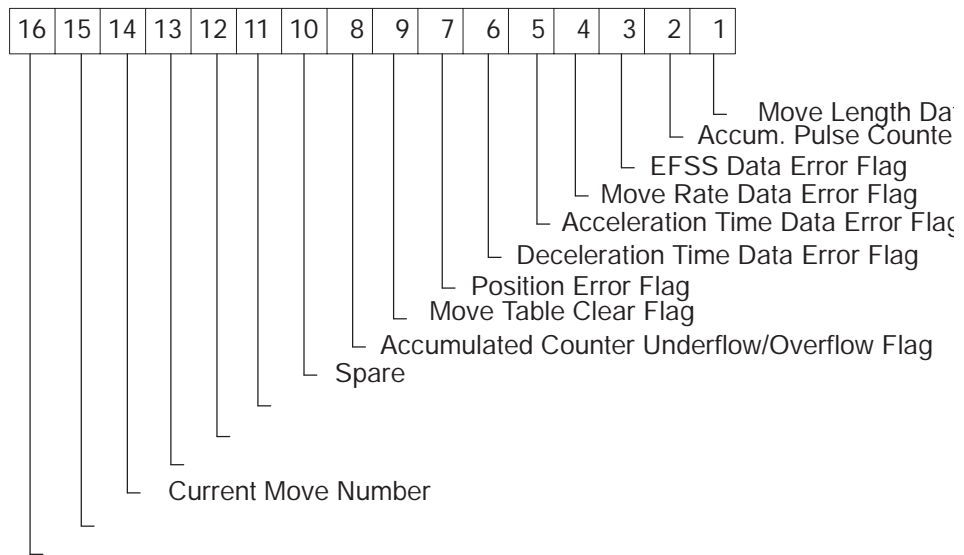 16 15 14 13 12 11 10 8 9 7 6 5 4 3 2 1
Move Length Dat
Accum. Pulse Counte
EFSS Data Error Flag
Move Rate Data Error Flag
Acceleration Time Data Error Flag
Deceleration Time Data Error Flag
Position Error Flag
Move Table Clear Flag
Accumulated Counter Underflow/Overflow Flag
Spare
Current Move Number